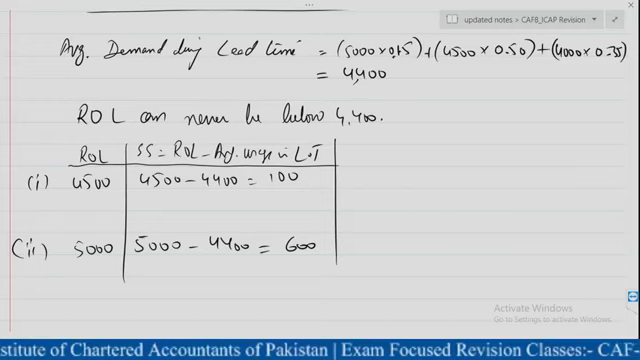 updated notes > CAF8_ICAP Revision
Avg. Demand during Lead time = (5000 x 0.15) + (4500 x 0.50) + (4000 x 0.35)
= 4,400
ROL can never be below 4,400.
ROL SS = ROL - Avg. usage in L.T
(i) 4500 4500 - 4400 = 100
(ii) 5000 5000 - 4400 = 600
Activate Windows
Go to Settings to activate Windows.
stitute of Chartered Accountants of Pakistan | Exam Focused Revision Classes:- CAF-